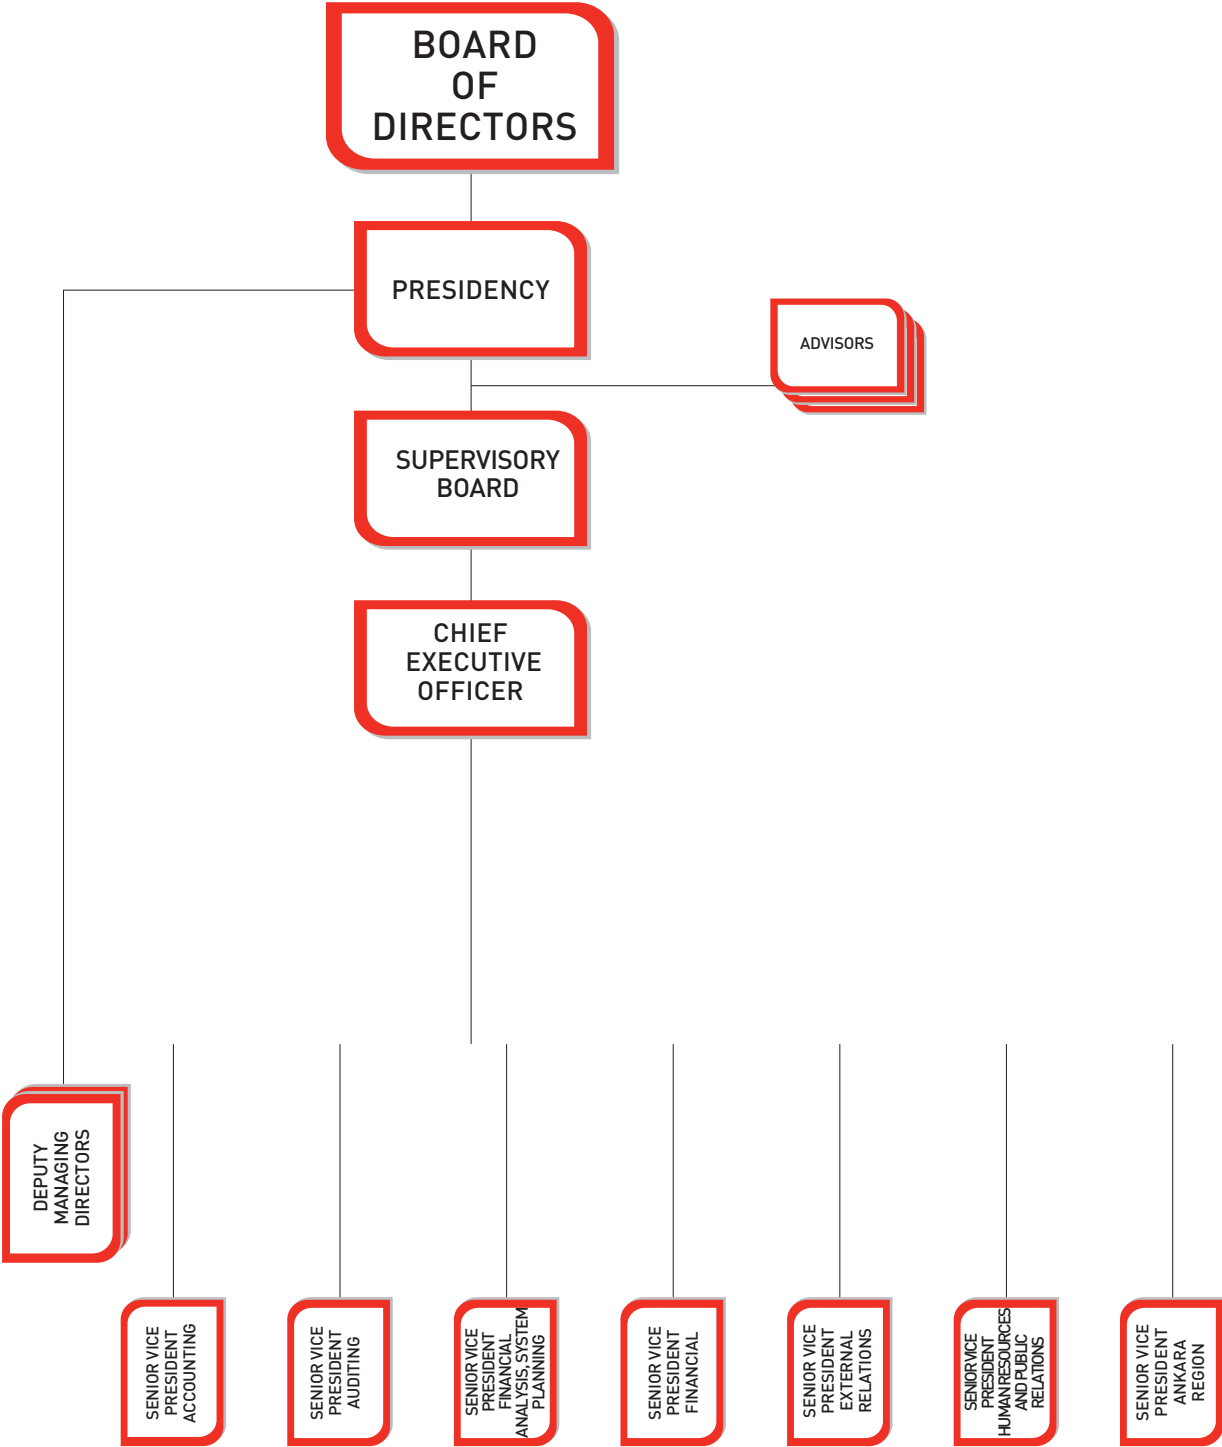 BOARD
OF
DIRECTORS
PRESIDENCY
ADVISORS
SUPERVISORY
BOARD
CHIEF
EXECUTIVE
OFFICER
DEPUTY
MANAGING
DIRECTORS
SENIOR VICE
PRESIDENT
ACCOUNTING
SENIOR VICE
PRESIDENT
AUDITING
SENIOR VICE
PRESIDENT
FINANCIAL
ANALYSIS, SYSTEM
PLANNING
SENIOR VICE
PRESIDENT
FINANCIAL
SENIOR VICE
PRESIDENT
EXTERNAL
RELATIONS
SENIOR VICE
PRESIDENT
HUMAN RESOURCES
AND PUBLIC
RELATIONS
SENIOR VICE
PRESIDENT
ANKARA
REGION